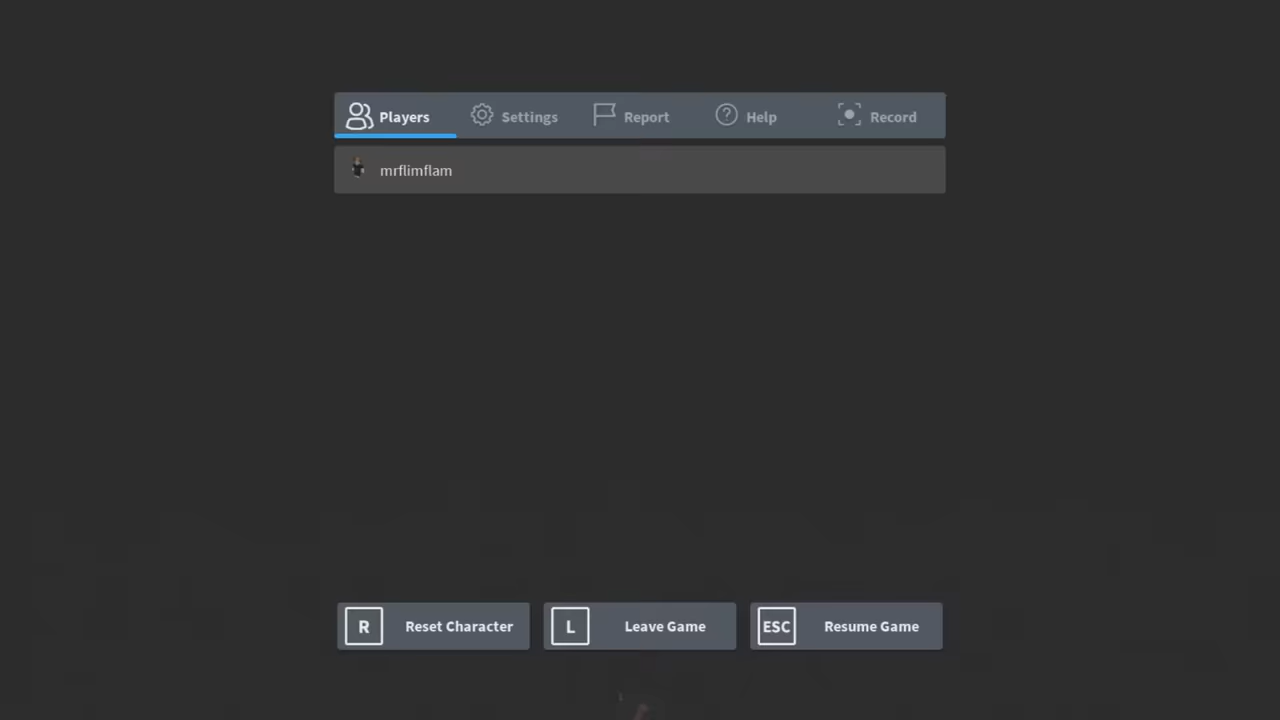 Players Settings Report Help Record
mrflimflam
R Reset Character L Leave Game ESC Resume Game